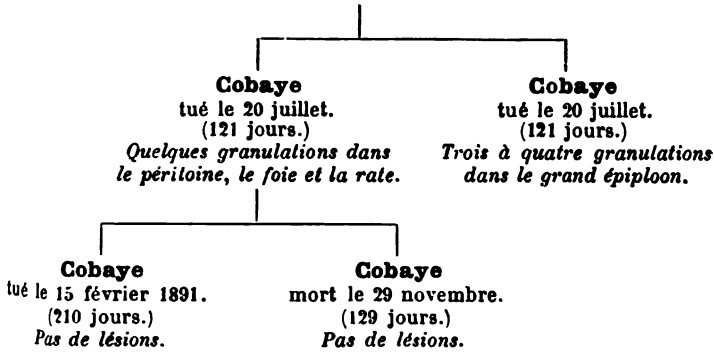 Cobaye
tué le 20 juillet.
(121 jours.)
Quelques granulations dans
le péritoine, le foie et la rate.
Cobaye
tué le 20 juillet.
(121 jours.)
Trois à quatre granulations
dans le grand épiploon.
Cobaye
tué le 15 février 1891.
(210 jours.)
Pas de lésions.
Cobaye
mort le 29 novembre.
(129 jours.)
Pas de lésions.